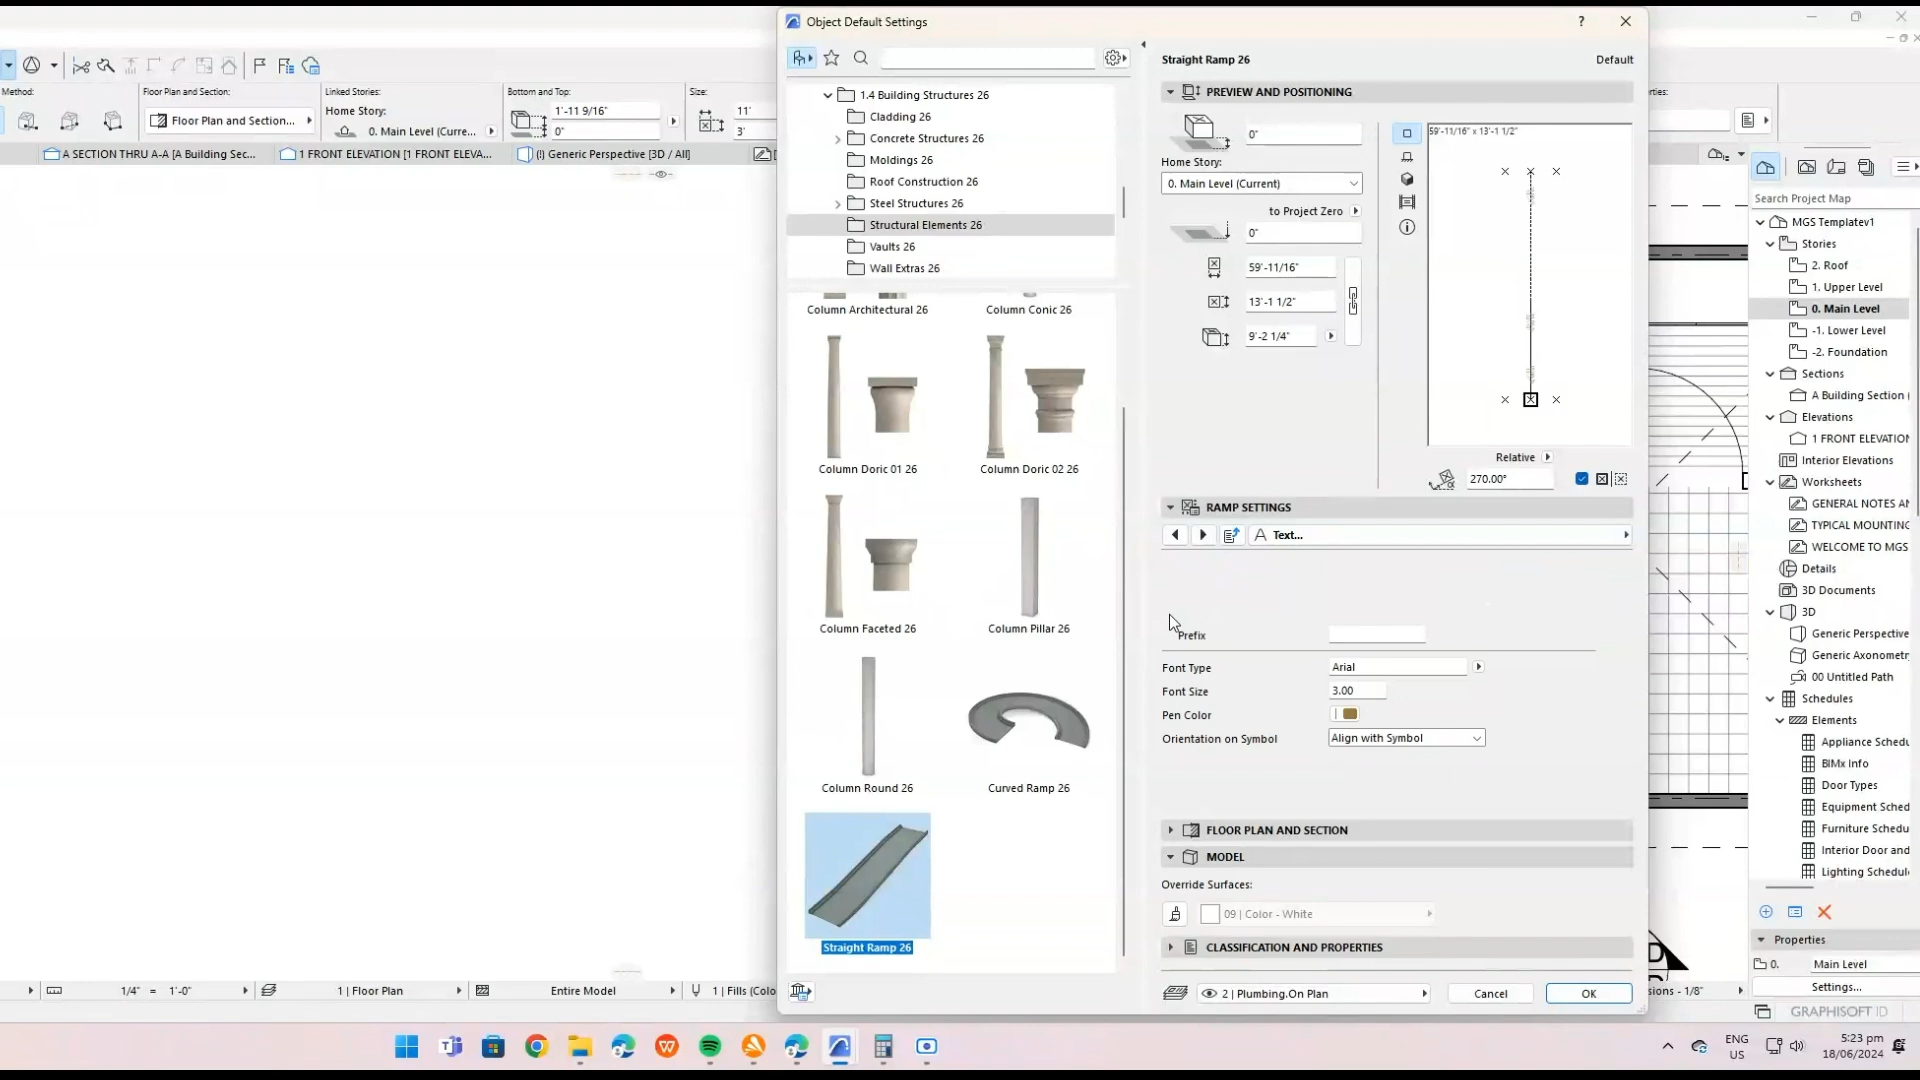 Object Default Settings
?
Method:
Floor Plan and Section:
Floor Plan and Section...
Linked Stories:
Home Story:
0. Main Level (Curre...
Bottom and Top:
1'-11 9/16"
0"
Size:
11'
3'
A SECTION THRU A-A [A Building Sec...
1 FRONT ELEVATION [1 FRONT ELEVA...
(!) Generic Perspective [3D / All]
1.4 Building Structures 26
Cladding 26
Concrete Structures 26
Moldings 26
Roof Construction 26
Steel Structures 26
Structural Elements 26
Vaults 26
Wall Extras 26
Column Architectural 26
Column Conic 26
Column Doric 01 26
Column Doric 02 26
Column Faceted 26
Column Pillar 26
Column Round 26
Curved Ramp 26
Straight Ramp 26
Straight Ramp 26
Default
PREVIEW AND POSITIONING
0"
Home Story:
0. Main Level (Current)
to Project Zero
0"
59'-11/16"
13'-1 1/2"
9'-2 1/4"
59'-11/16" x 13'-1 1/2"
Relative
270.00°
RAMP SETTINGS
Text...
Prefix
Font Type
Arial
Font Size
3.00
Pen Color
Orientation on Symbol
Align with Symbol
FLOOR PLAN AND SECTION
MODEL
Override Surfaces:
09 | Color - White
CLASSIFICATION AND PROPERTIES
2 | Plumbing.On Plan
Cancel
OK
Search Project Map
MGS Templatev1
Stories
2. Roof
1. Upper Level
0. Main Level
-1. Lower Level
-2. Foundation
Sections
A Building Section (
Elevations
1 FRONT ELEVATION
Interior Elevations
Worksheets
GENERAL NOTES AN
TYPICAL MOUNTING
WELCOME TO MGS
Details
3D Documents
3D
Generic Perspective
Generic Axonometr
00 Untitled Path
Schedules
Elements
Appliance Schedu
BIMx Info
Door Types
Equipment Sched
Furniture Schedu
Interior Door and
Lighting Schedul
Properties
0.
Main Level
Settings...
GRAPHISOFT ID
1/4" = 1'-0"
1 | Floor Plan
Entire Model
1 | Fills (Colo
sions - 1/8"
ENG
US
5:23 pm
18/06/2024